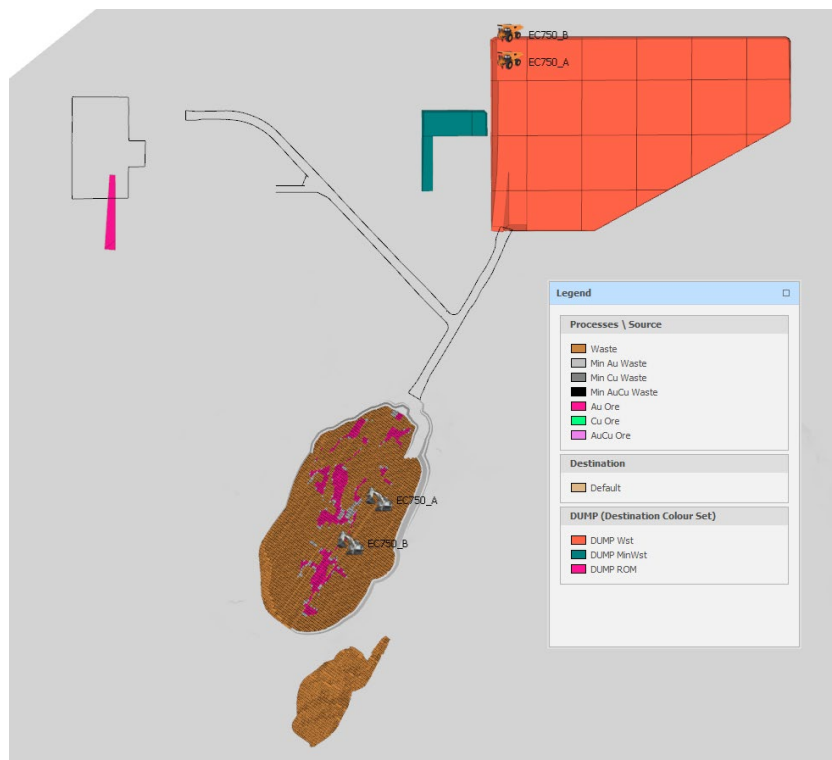 EC750_B
EC750_A
Legend
Processes \ Source
Waste
Min Au Waste
Min Cu Waste
Min AuCu Waste
Au Ore
Cu Ore
AuCu Ore
Destination
Default
DUMP (Destination Colour Set)
DUMP Wst
DUMP MinWst
DUMP ROM
EC750_A
EC750_B